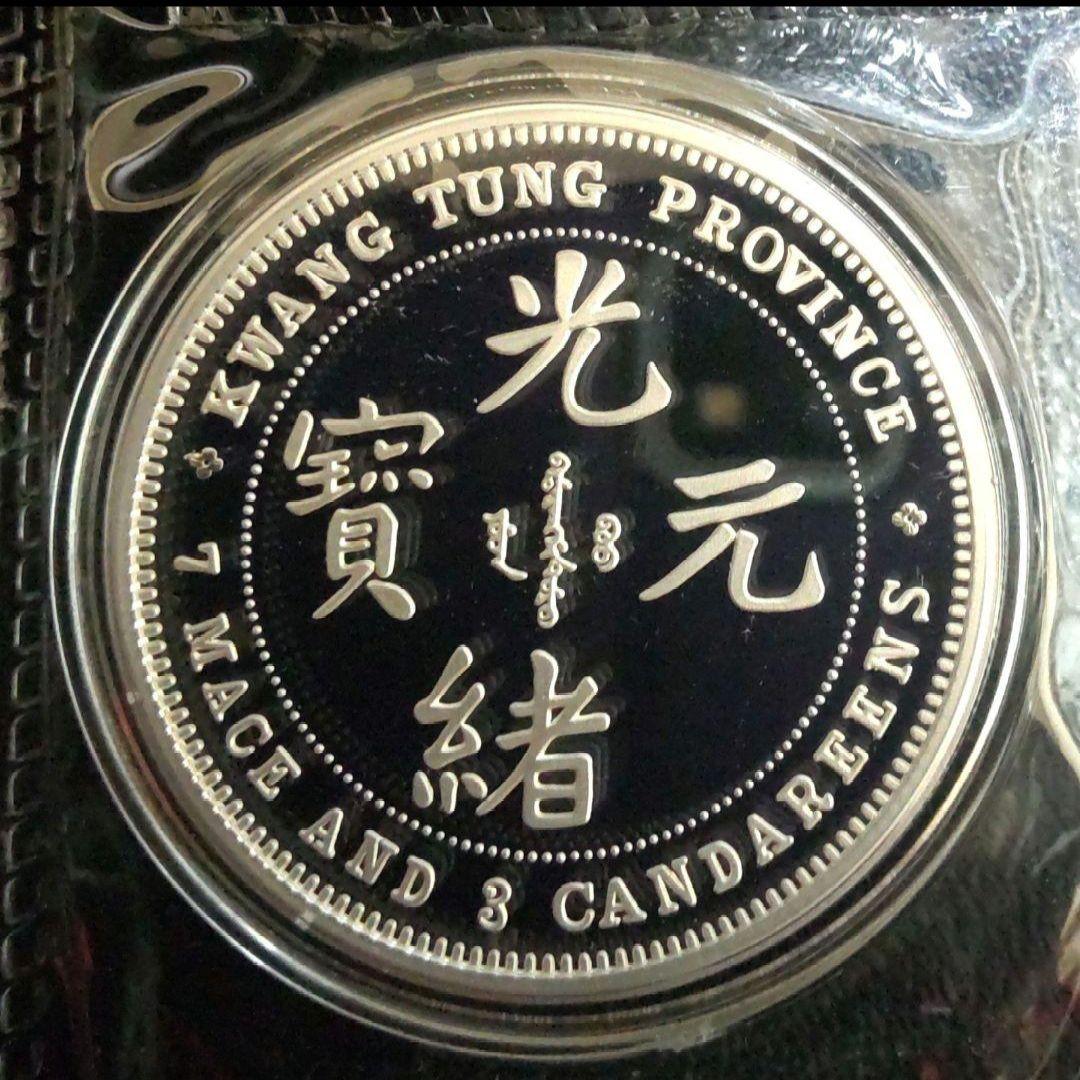 KWANG TUNG PROVINCE
光緒元寶
7 MACE AND 3 CANDAREENS